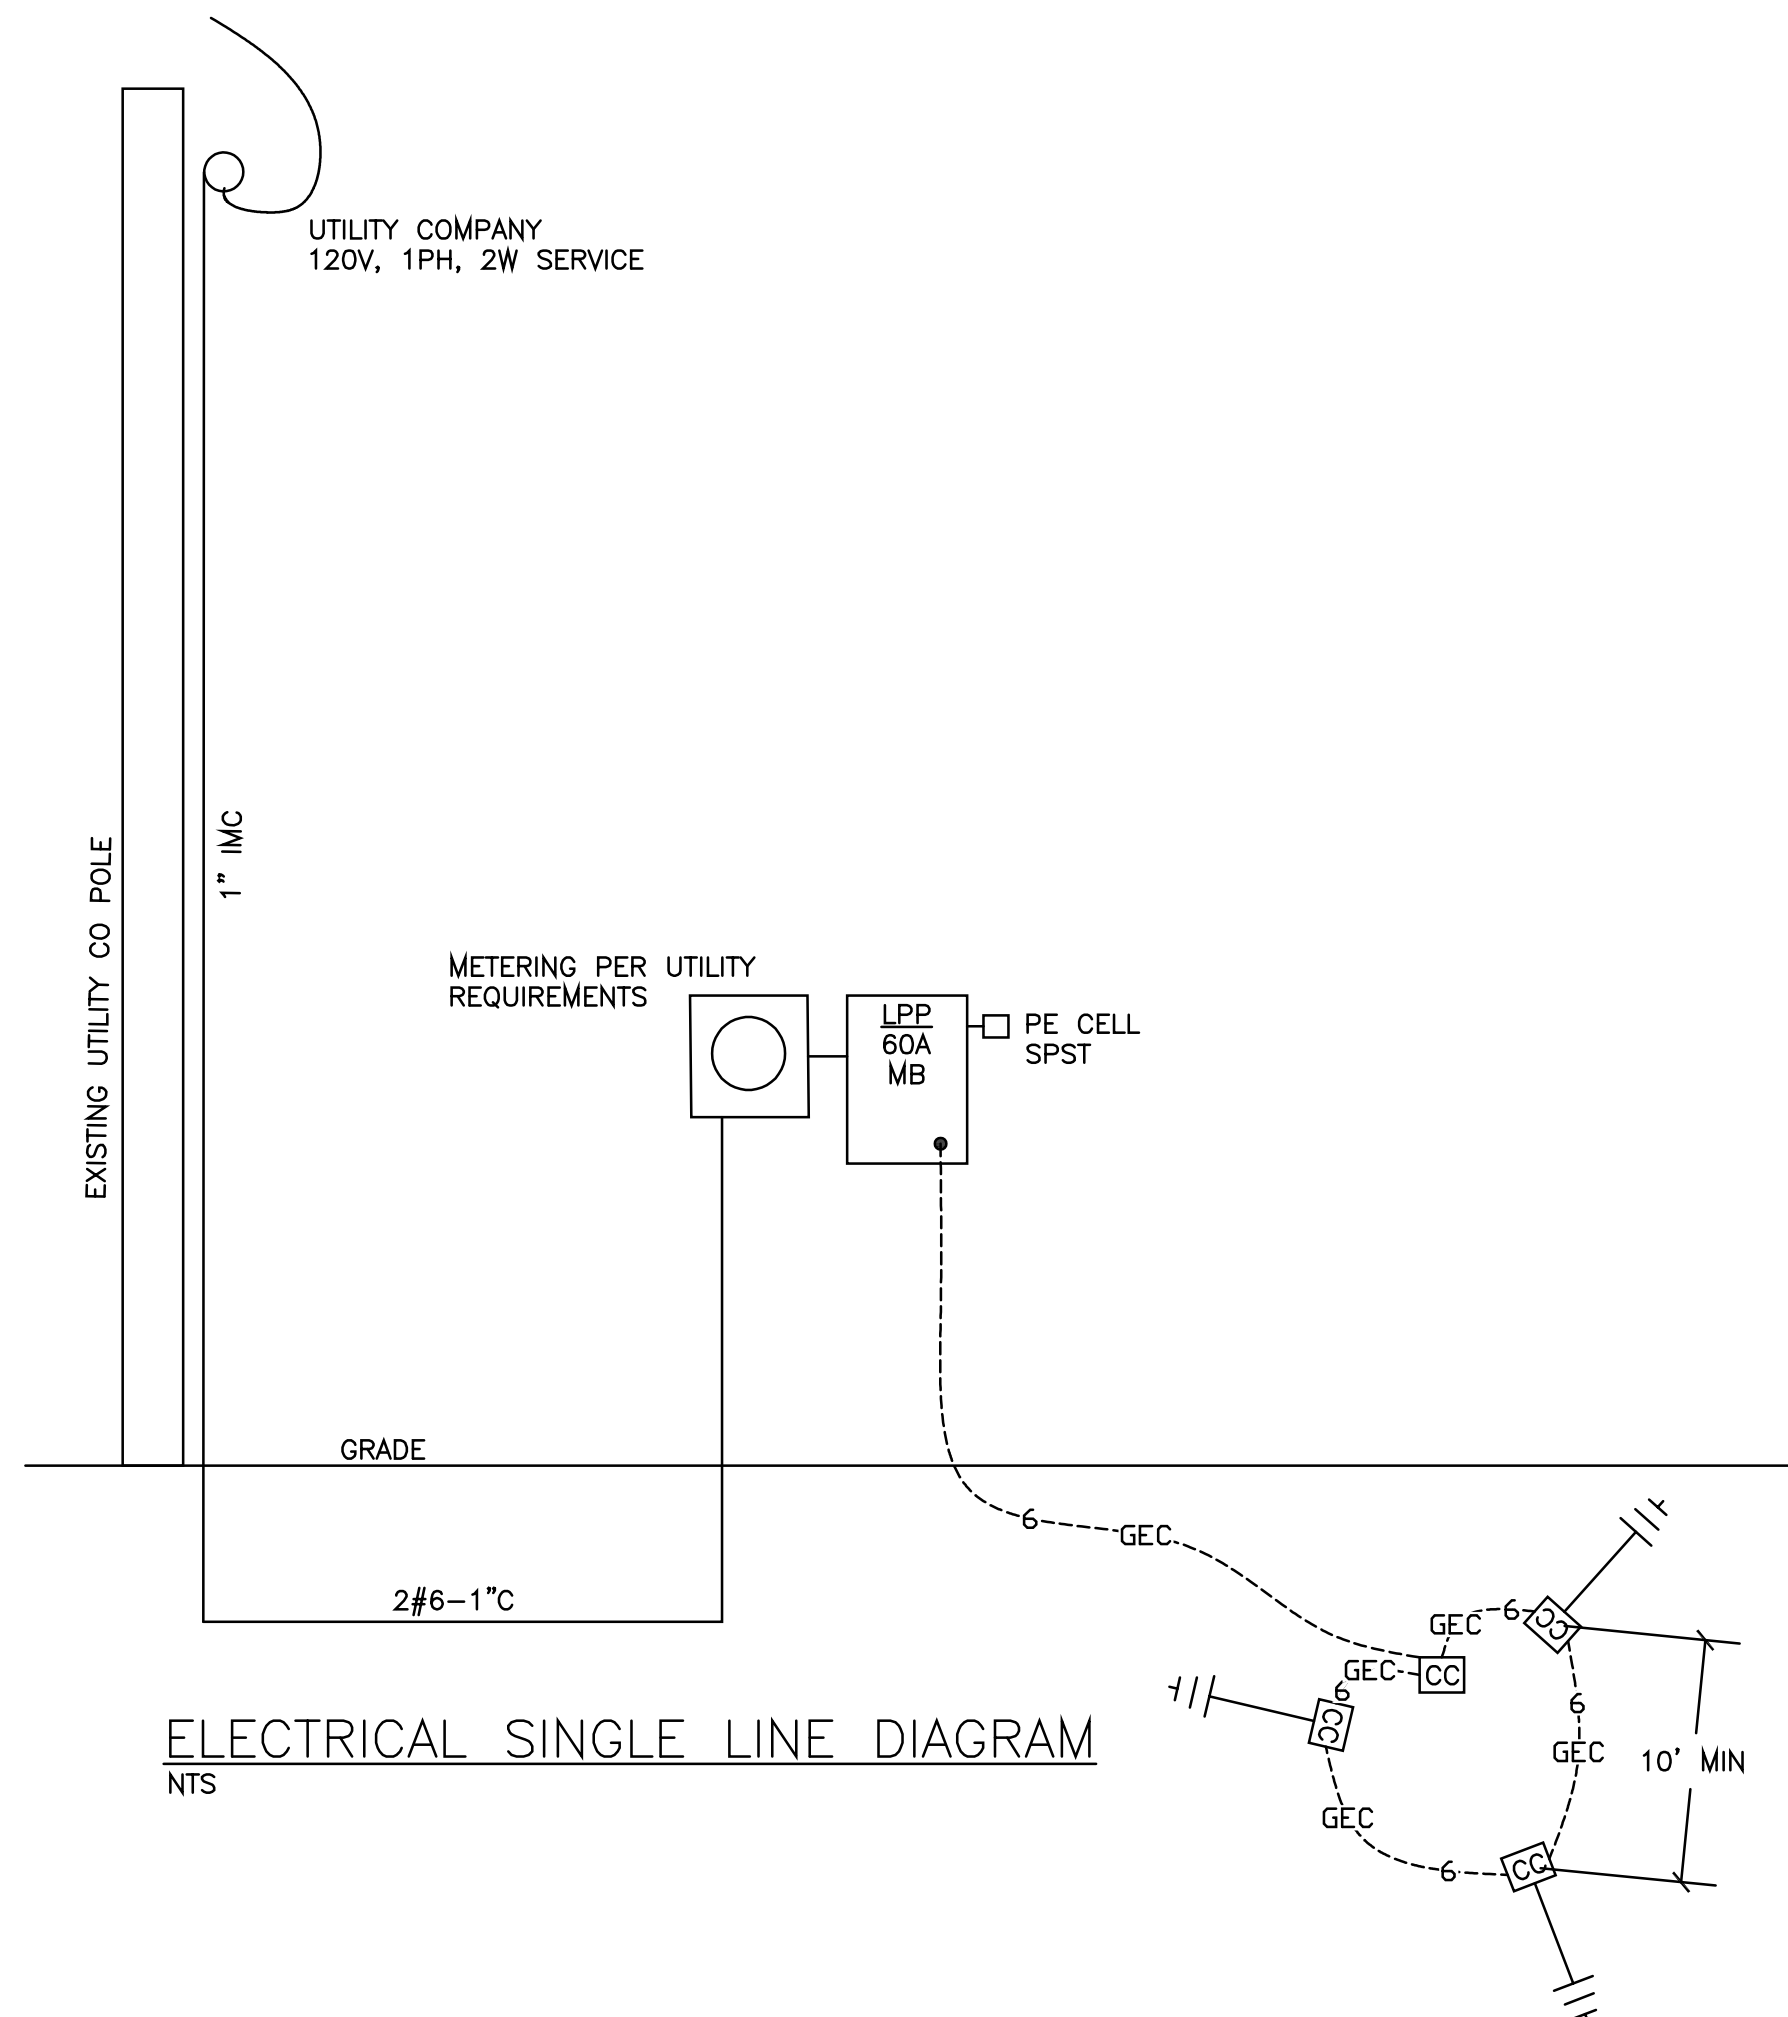 UTILITY COMPANY
120V, 1PH, 2W SERVICE
EXISTING UTILITY CO POLE
1" IMC
METERING PER UTILITY
REQUIREMENTS
LPP
60A
MB
PE CELL
SPST
GRADE
6
GEC
2#6-1"C
GEC
6
CC
GEC
CC
6
CC
6
GEC
10' MIN
GEC
6
CC
ELECTRICAL SINGLE LINE DIAGRAM
NTS